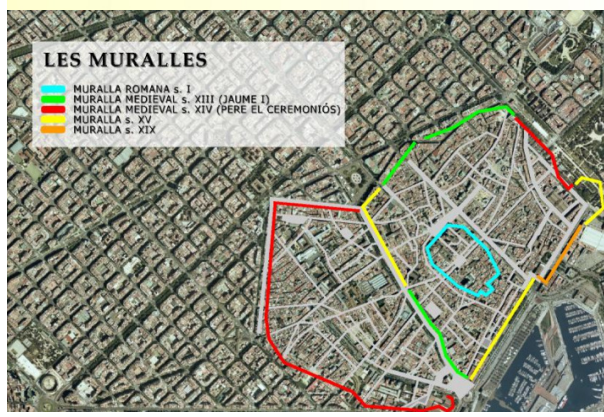 LES MURALLES
MURALLA ROMANA s. I
MURALLA MEDIEVAL s. XIII (JAUME I)
MURALLA MEDIEVAL s. XIV (PERE EL CEREMONIÓS)
MURALLA s. XV
MURALLA s. XIX